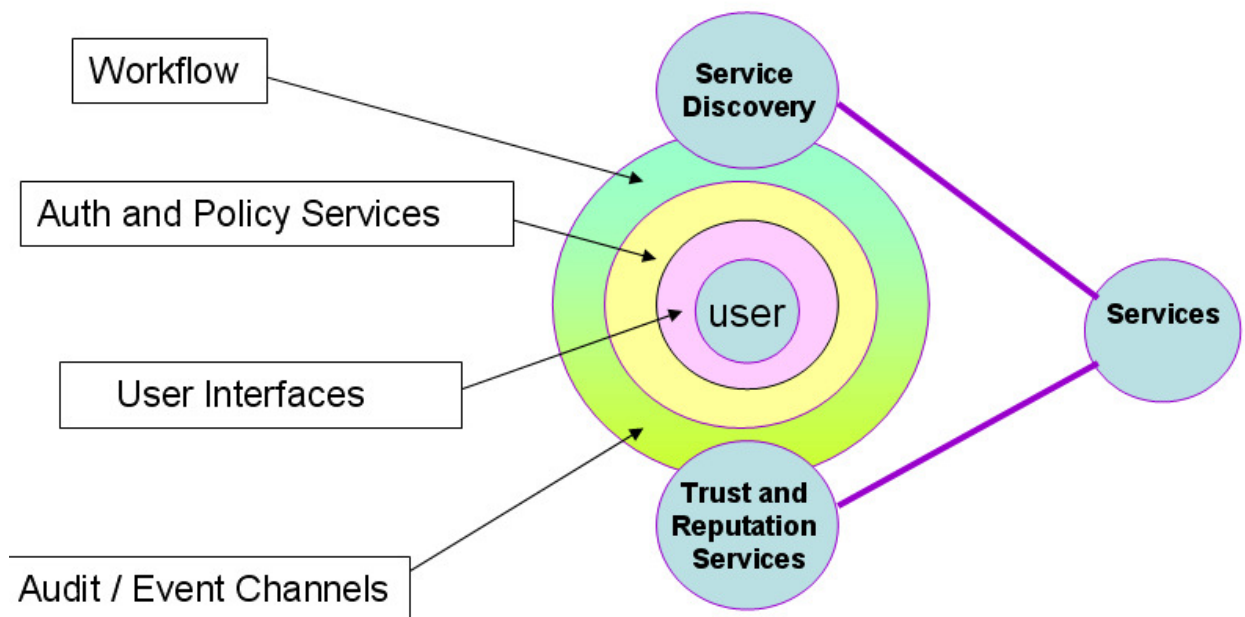 Workflow
Auth and Policy Services
User Interfaces
Audit / Event Channels
Service
Discovery
user
Trust and
Reputation
Services
Services